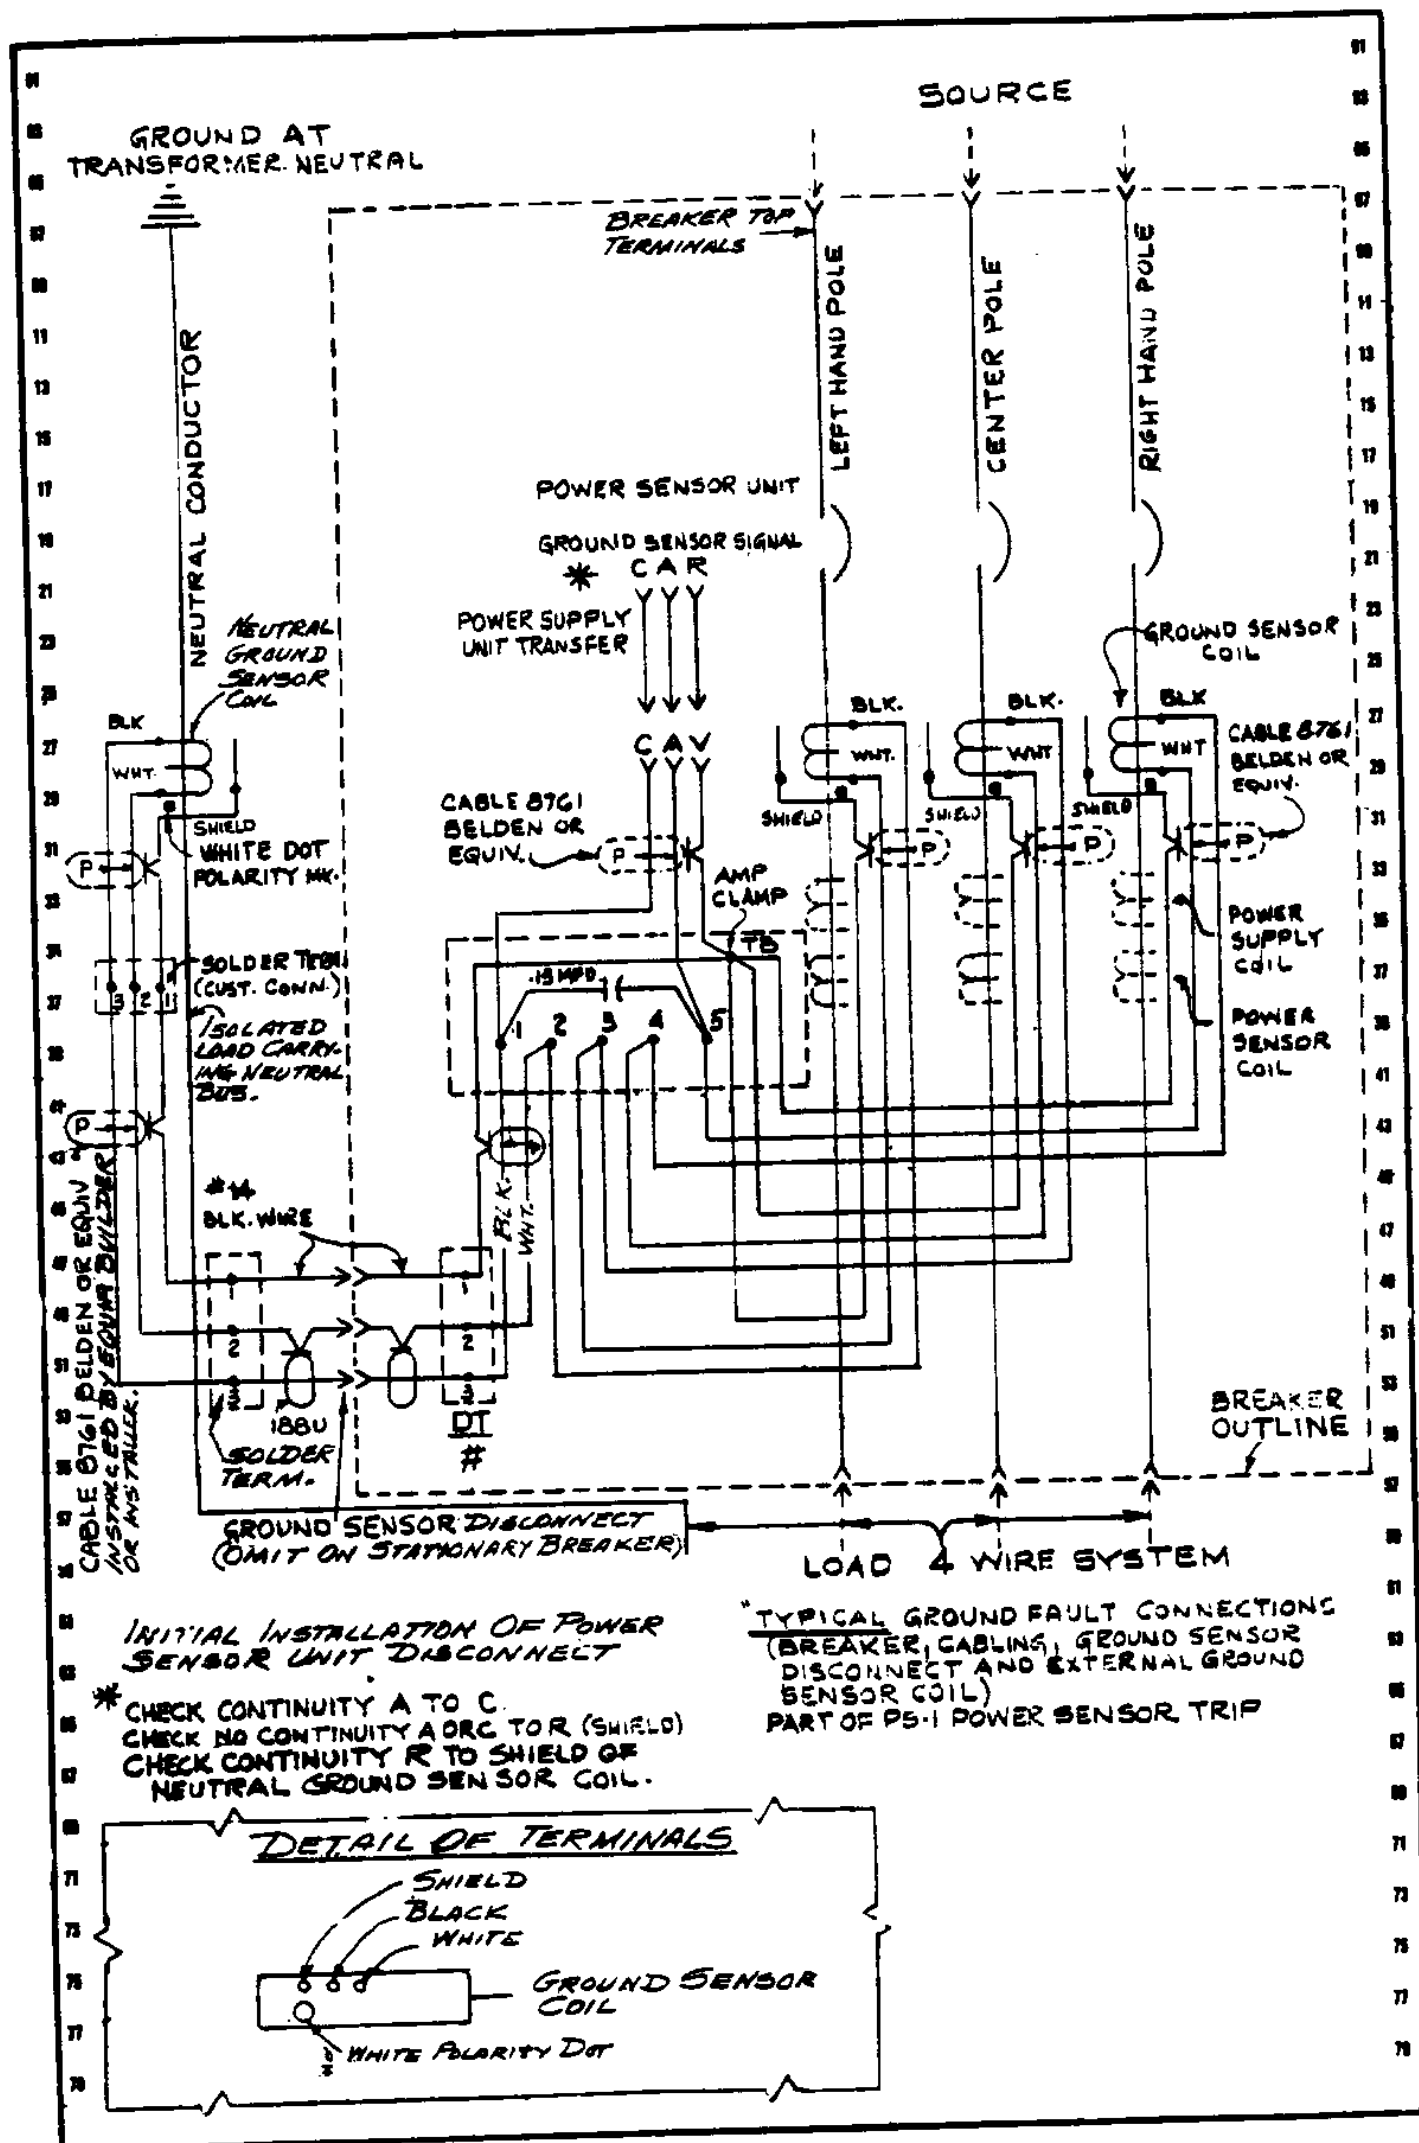 SOURCE
GROUND AT
TRANSFORMER NEUTRAL
BREAKER TOP
TERMINALS
LEFT HAND POLE
CENTER POLE
RIGHT HAND POLE
NEUTRAL CONDUCTOR
POWER SENSOR UNIT
GROUND SENSOR SIGNAL
* C A R
POWER SUPPLY
UNIT TRANSFER
NEUTRAL
GROUND
SENSOR
COIL
GROUND SENSOR
COIL
BLK
WHT.
SHIELD
WHITE DOT
POLARITY MK.
P
C A
CABLE 8761
BELDEN OR
EQUIV.
P
AMP
CLAMP
BLK.
WHT.
SHIELD
P
BLK.
WHT
SHIELD
P
BLK
WHT
SHIELD
P
CABLE 8761
BELDEN OR
EQUIV.
POWER
SUPPLY
COIL
POWER
SENSOR
COIL
SOLDER TERM.
(CUST. CONN.)
3 2 1
ISOLATED
LOAD CARRY-
ING NEUTRAL
BUS.
TB
.15 MFD
1 2 3 4 5
P
CABLE 8761 BELDEN OR EQUIV
INSTALLED BY EQUIP. BUILDER
OR INSTALLER.
#14
BLK. WIRE
BLK.
WHT.
1
2
3
1
2
3
188U
SOLDER
TERM.
DT
#
BREAKER
OUTLINE
GROUND SENSOR DISCONNECT
(OMIT ON STATIONARY BREAKER)
LOAD 4 WIRE SYSTEM
INITIAL INSTALLATION OF POWER
SENSOR UNIT DISCONNECT
* CHECK CONTINUITY A TO C.
CHECK NO CONTINUITY A OR C TO R (SHIELD)
CHECK CONTINUITY R TO SHIELD OF
NEUTRAL GROUND SENSOR COIL.
"TYPICAL GROUND FAULT CONNECTIONS
(BREAKER, CABLING, GROUND SENSOR
DISCONNECT AND EXTERNAL GROUND
SENSOR COIL)
PART OF PS-1 POWER SENSOR TRIP
DETAIL OF TERMINALS
SHIELD
BLACK
WHITE
GROUND SENSOR
COIL
WHITE POLARITY DOT